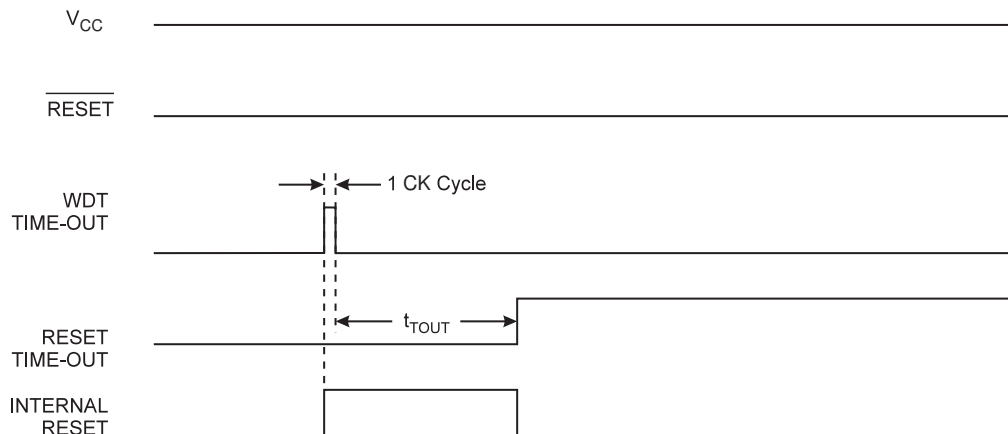 VCC
RESET
1 CK Cycle
WDT
TIME-OUT
tTOUT
RESET
TIME-OUT
INTERNAL
RESET